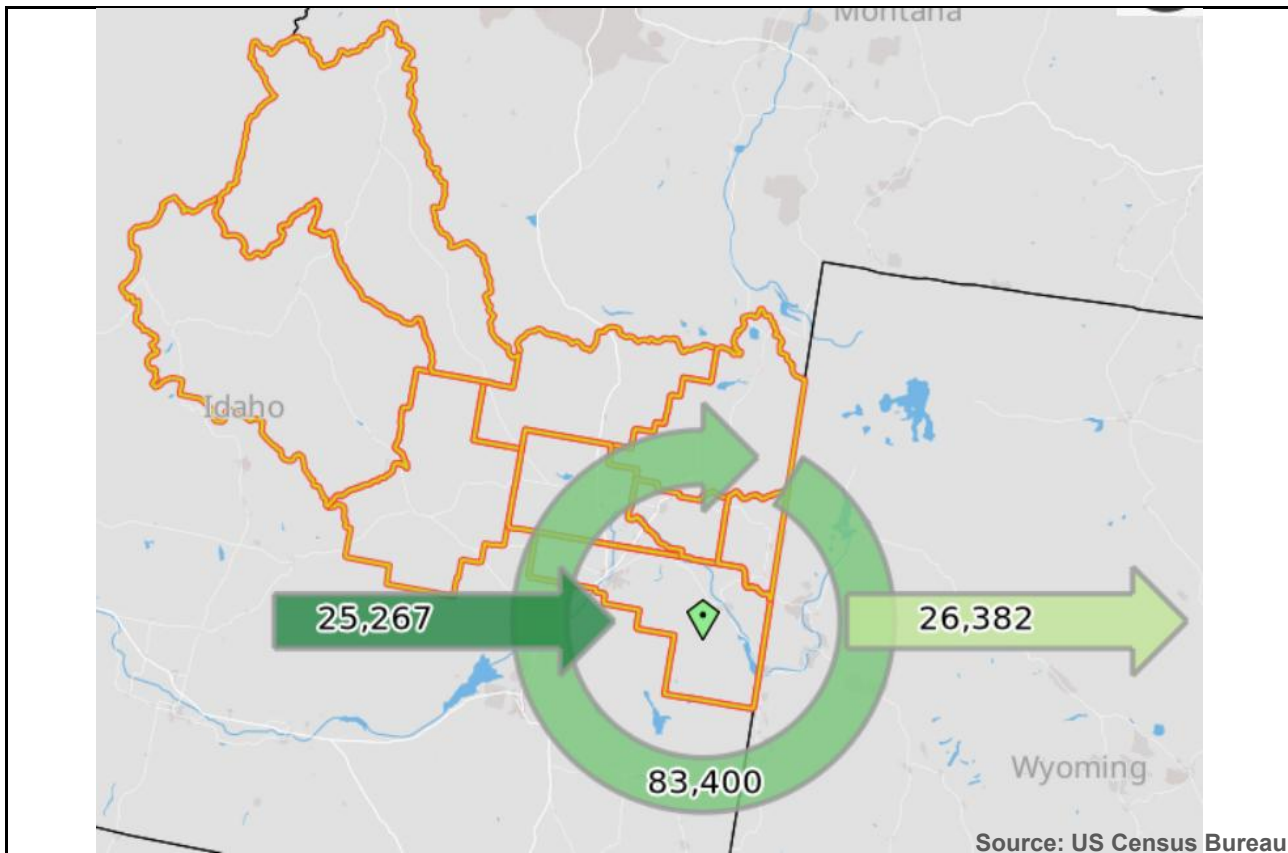 Montana
Idaho
25,267
26,382
83,400
Wyoming
Source: US Census Bureau